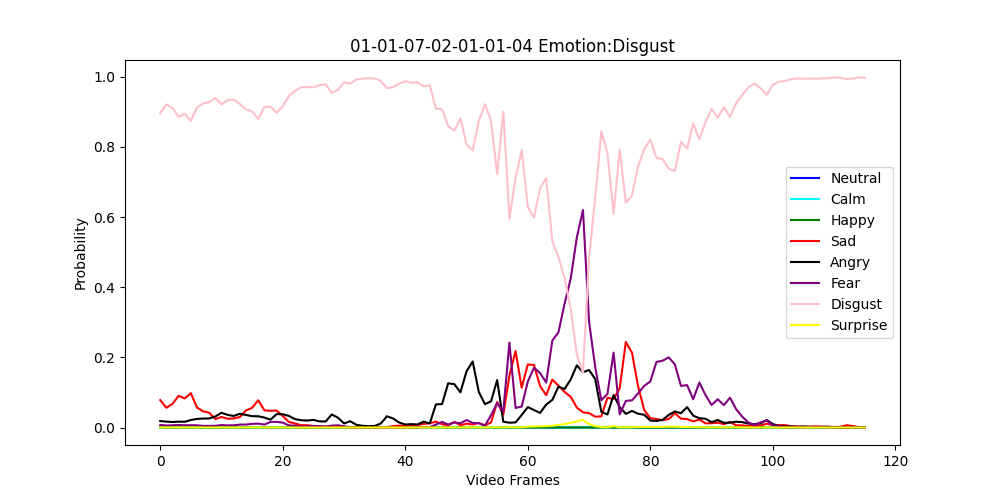 01-01-07-02-01-01-04 Emotion:Disgust
1.0
0.8
0.6
0.4
0.2
0.0
Probability
0
20
40
60
80
100
120
Video Frames
Neutral
Calm
Happy
Sad
Angry
Fear
Disgust
Surprise